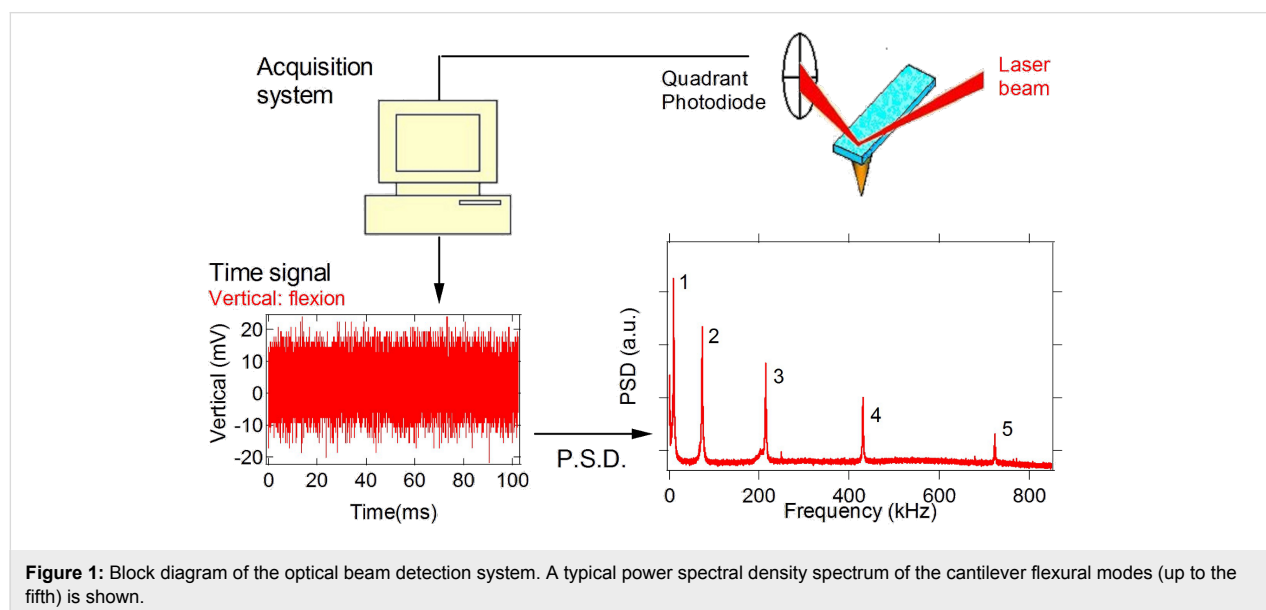 Acquisition
system
Quadrant
Photodiode
Laser
beam
Time signal
Vertical: flexion
Vertical (mV)
20
10
0
-10
-20
0
20
40
60
80
100
Time(ms)
P.S.D.
PSD (a.u.)
1
2
3
4
5
0
200
400
600
800
Frequency (kHz)
Figure 1: Block diagram of the optical beam detection system. A typical power spectral density spectrum of the cantilever flexural modes (up to the
fifth) is shown.